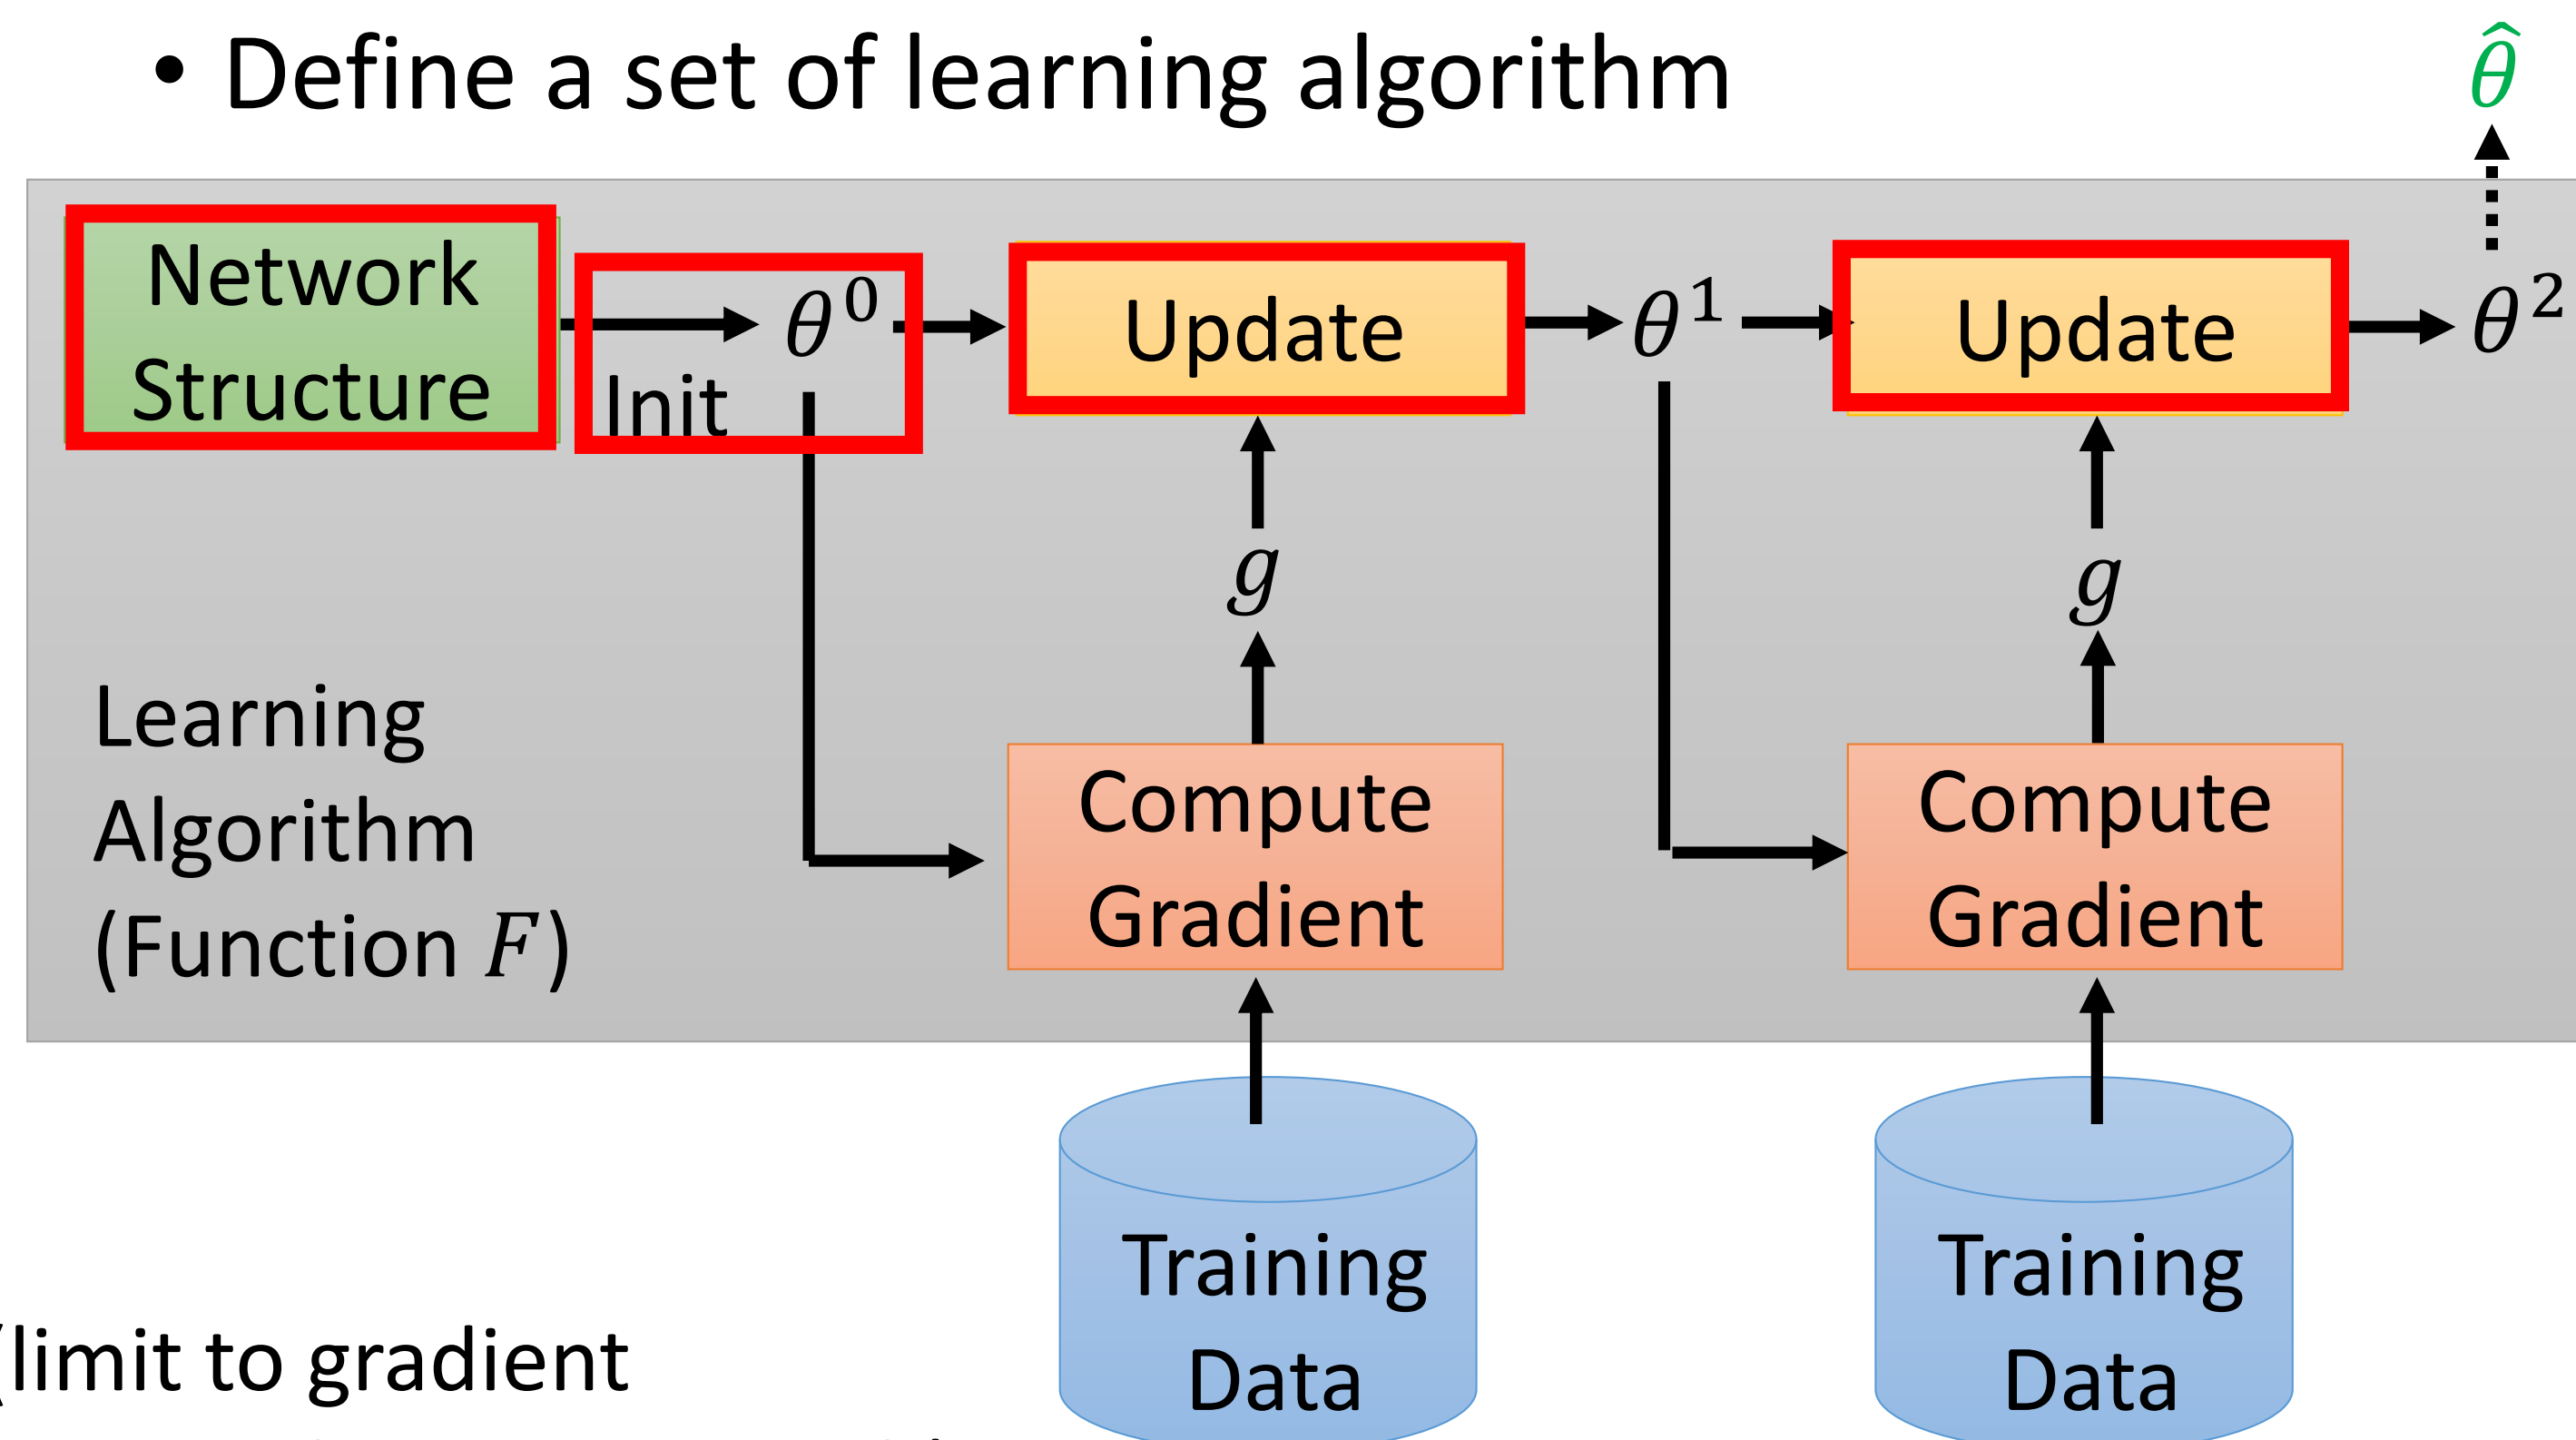 • Define a set of learning algorithm
θ̂
Network
Structure
Init
θ⁰
Update
θ¹
Update
θ²
g
g
Learning
Algorithm
(Function F)
Compute
Gradient
Compute
Gradient
Training
Data
Training
Data
(limit to gradient